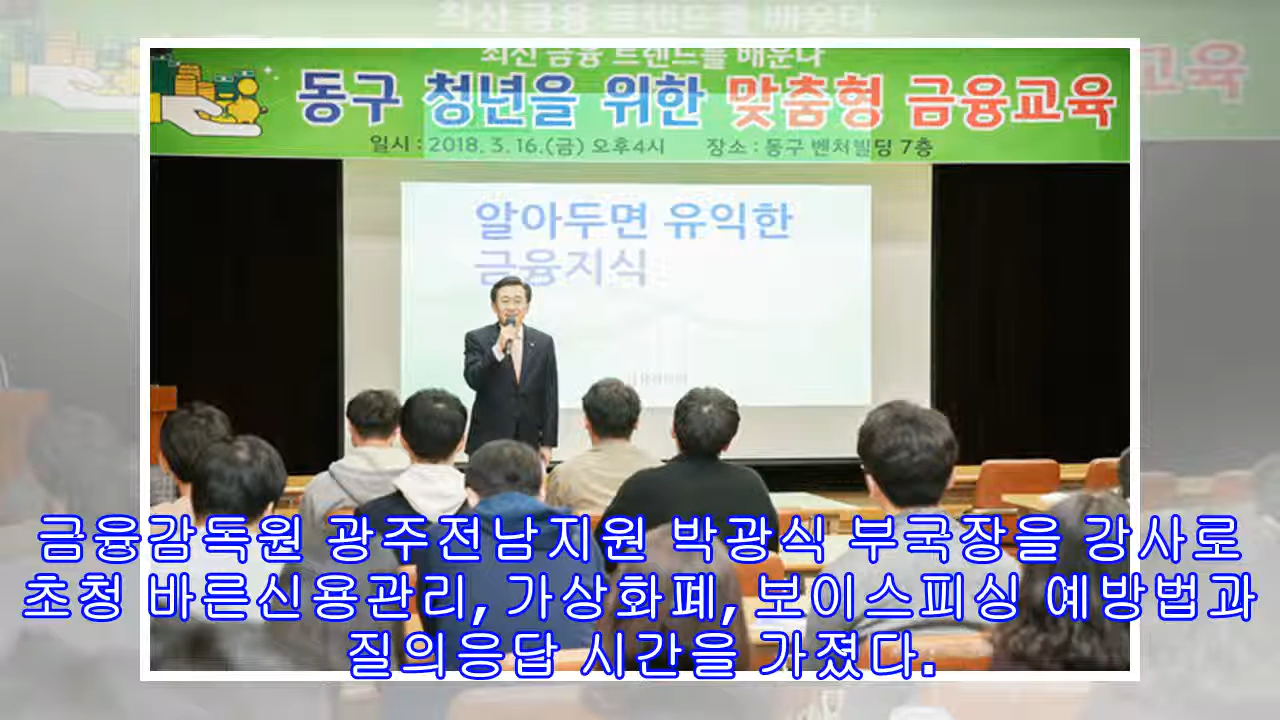 최신 금융 트렌드를 배운다
동구 청년을 위한 맞춤형 금융교육
일시 : 2018. 3. 16.(금) 오후4시 장소 : 동구 벤처빌딩 7층
알아두면 유익한
금융지식
금융감독원 광주전남지원 박광식 부국장을 강사로
초청 바른신용관리, 가상화폐, 보이스피싱 예방법과
질의응답 시간을 가졌다.